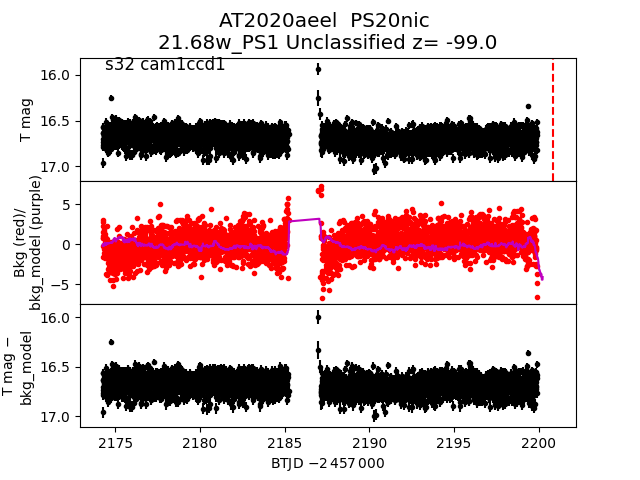 AT2020aeel  PS20nic
21.68w_PS1 Unclassified z= -99.0
s32 cam1ccd1
16.0
16.5
17.0
T mag
5
0
−5
Bkg (red)/
bkg_model (purple)
16.0
16.5
17.0
T mag −
bkg_model
2175
2180
2185
2190
2195
2200
BTJD −2 457 000